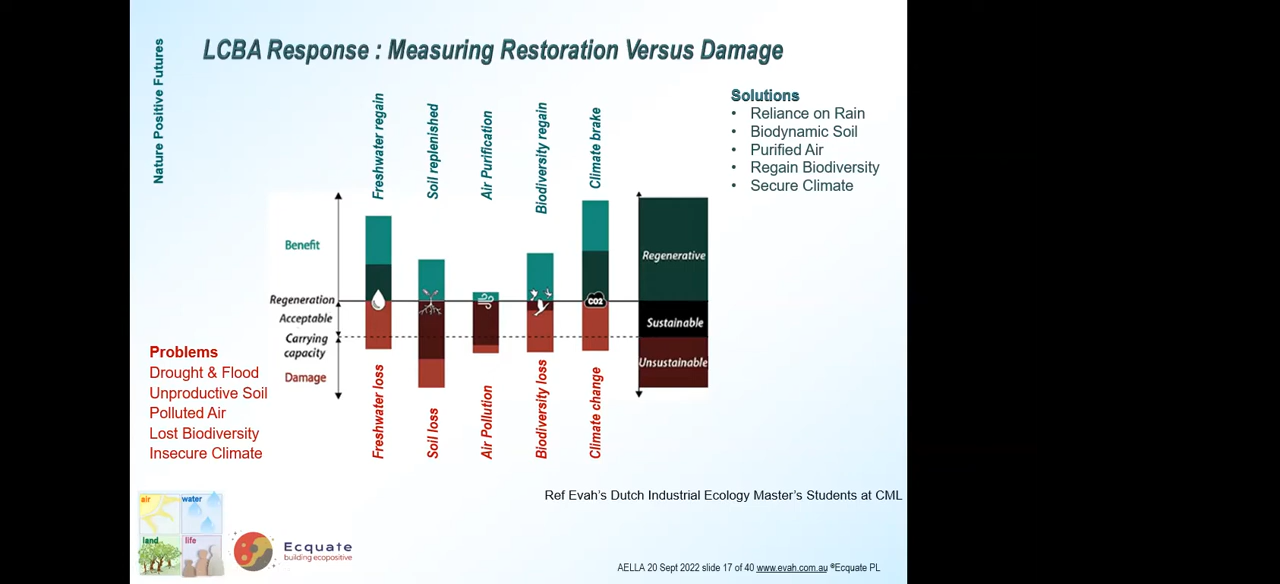 Nature Positive Futures
LCBA Response : Measuring Restoration Versus Damage
Solutions
• Reliance on Rain
• Biodynamic Soil
• Purified Air
• Regain Biodiversity
• Secure Climate
Freshwater regain
Soil replenished
Air Purification
Biodiversity regain
Climate brake
Benefit
Regeneration
Acceptable
Carrying
capacity
Damage
CO2
Regenerative
Sustainable
Unsustainable
Freshwater loss
Soil loss
Air Pollution
Biodiversity loss
Climate change
Problems
Drought & Flood
Unproductive Soil
Polluted Air
Lost Biodiversity
Insecure Climate
Ref Evah's Dutch Industrial Ecology Master's Students at CML
air
water
land
life
Ecquate
building ecopositive
AELLA 20 Sept 2022 slide 17 of 40 www.evah.com.au ®Ecquate PL